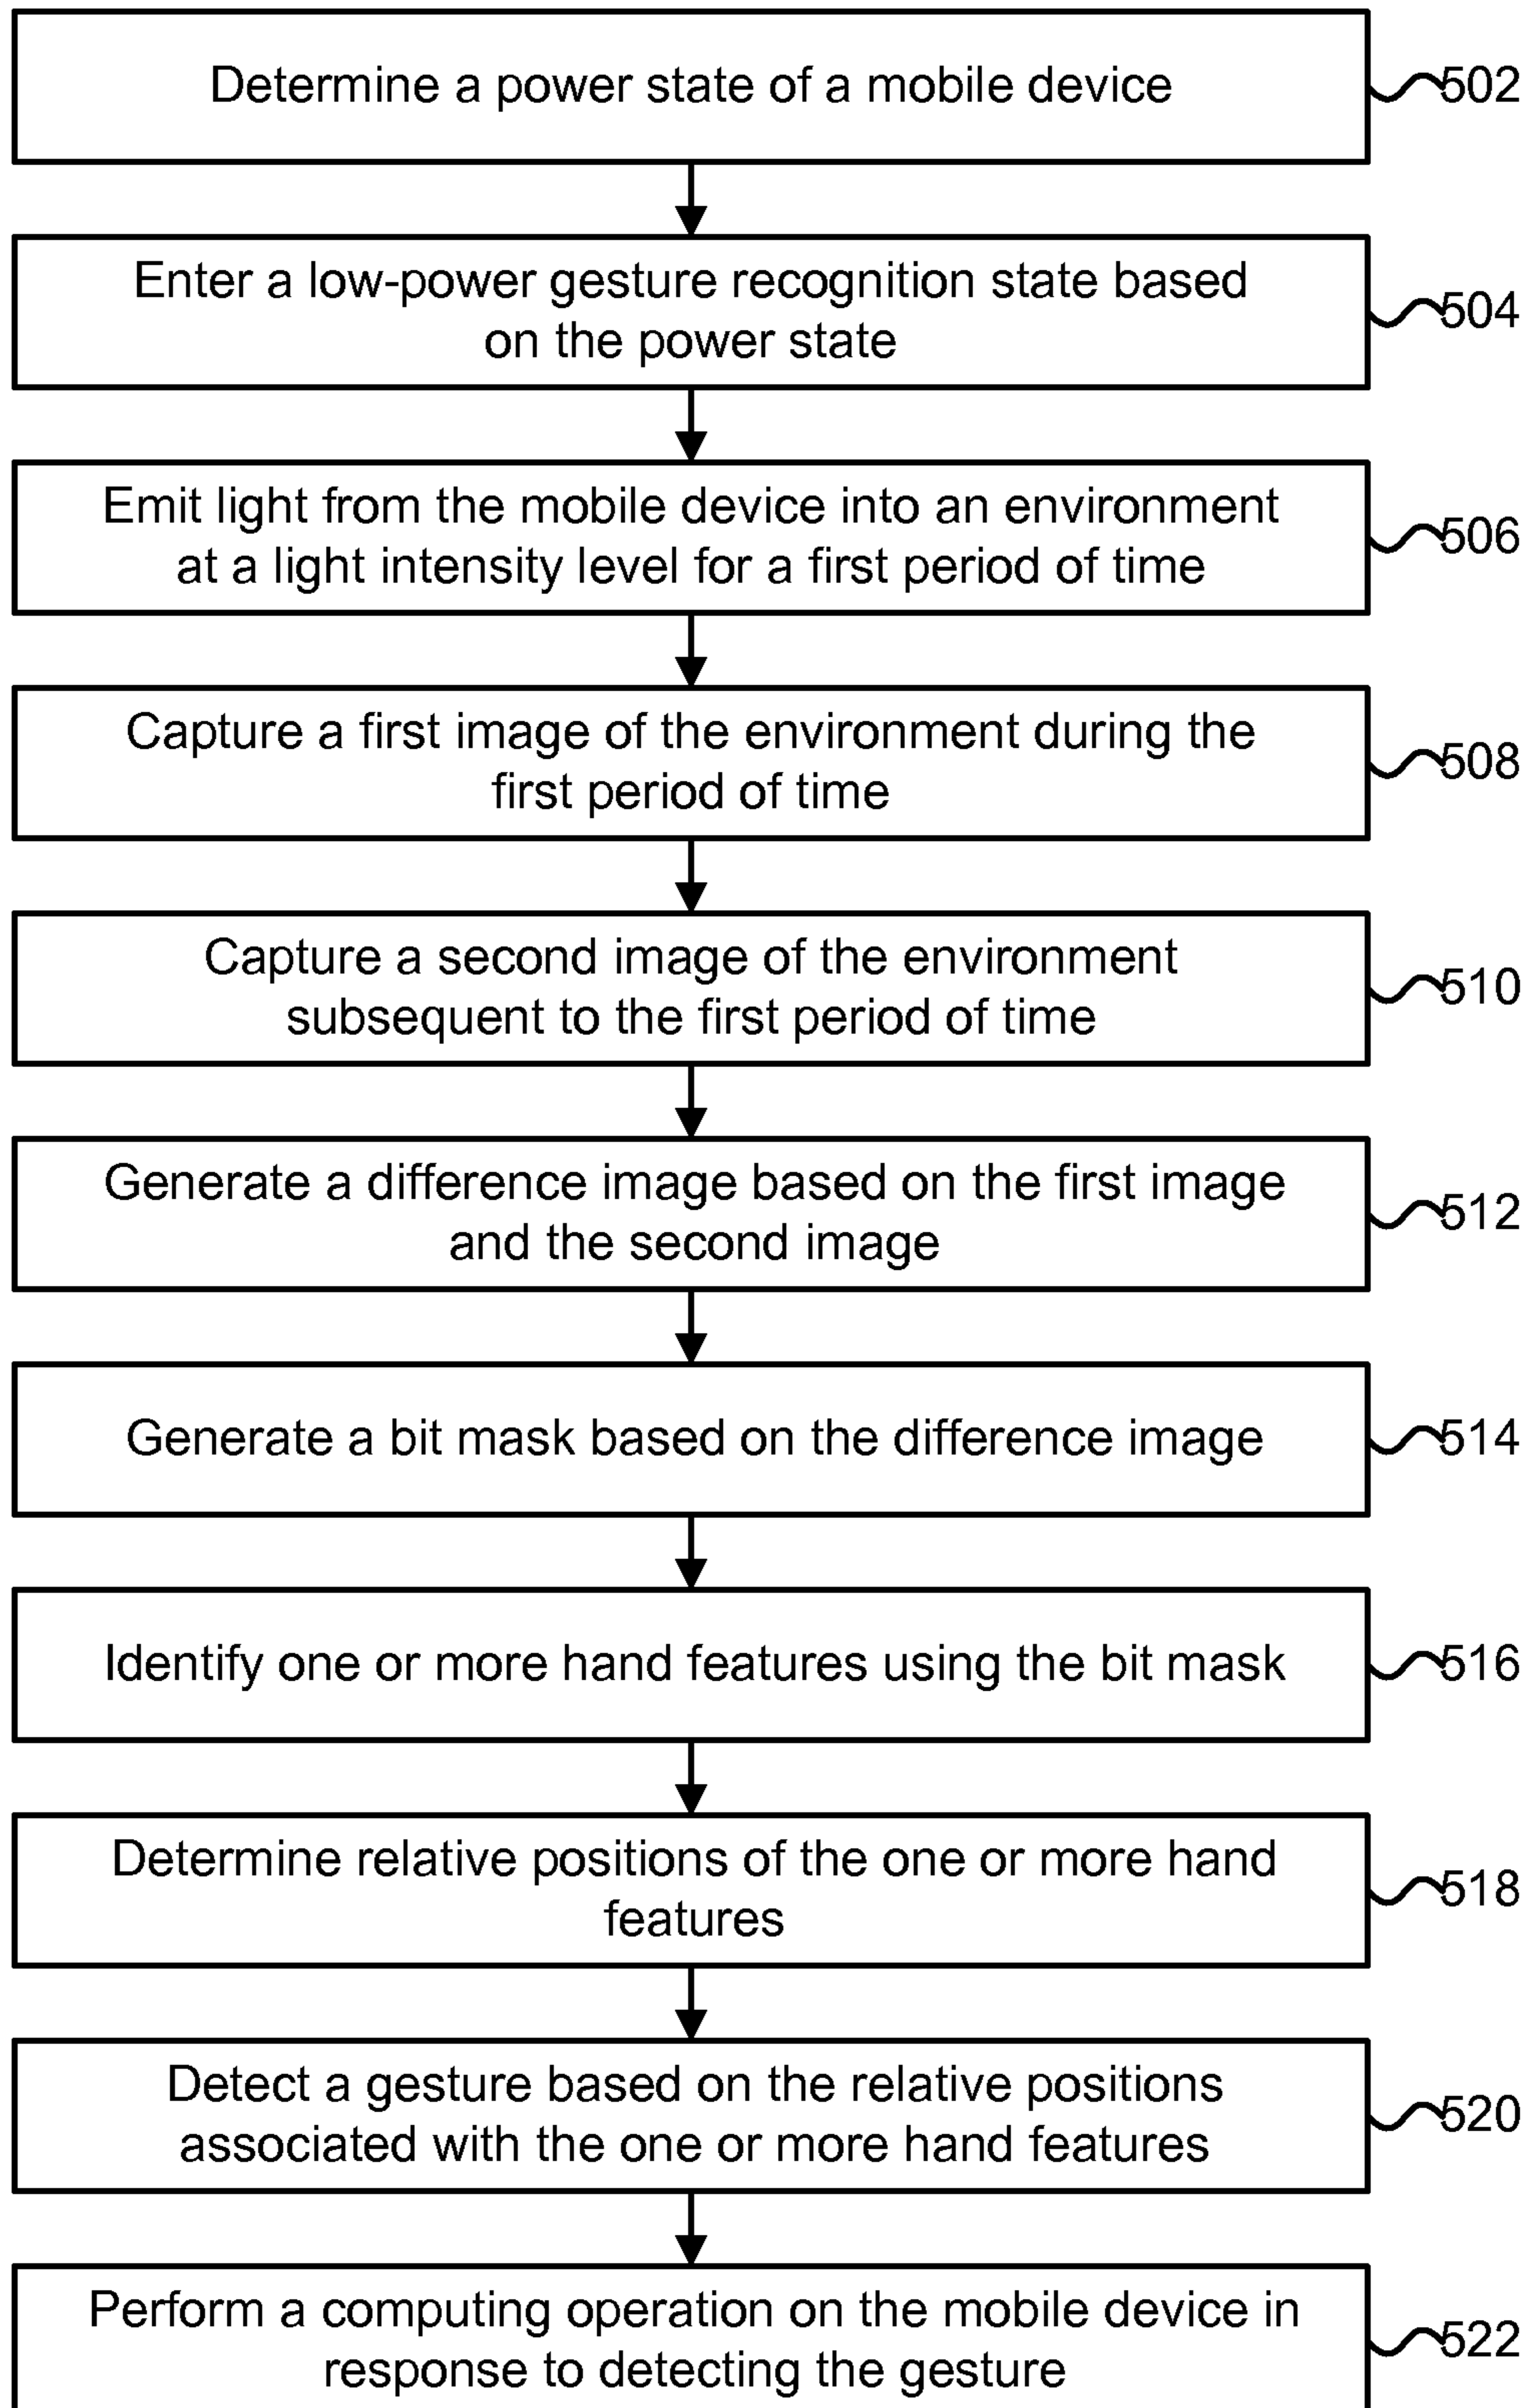 Determine a power state of a mobile device
502
Enter a low-power gesture recognition state based
on the power state
504
Emit light from the mobile device into an environment
at a light intensity level for a first period of time
506
Capture a first image of the environment during the
first period of time
508
Capture a second image of the environment
subsequent to the first period of time
510
Generate a difference image based on the first image
and the second image
512
Generate a bit mask based on the difference image
514
Identify one or more hand features using the bit mask
516
Determine relative positions of the one or more hand
features
518
Detect a gesture based on the relative positions
associated with the one or more hand features
520
Perform a computing operation on the mobile device in
response to detecting the gesture
522